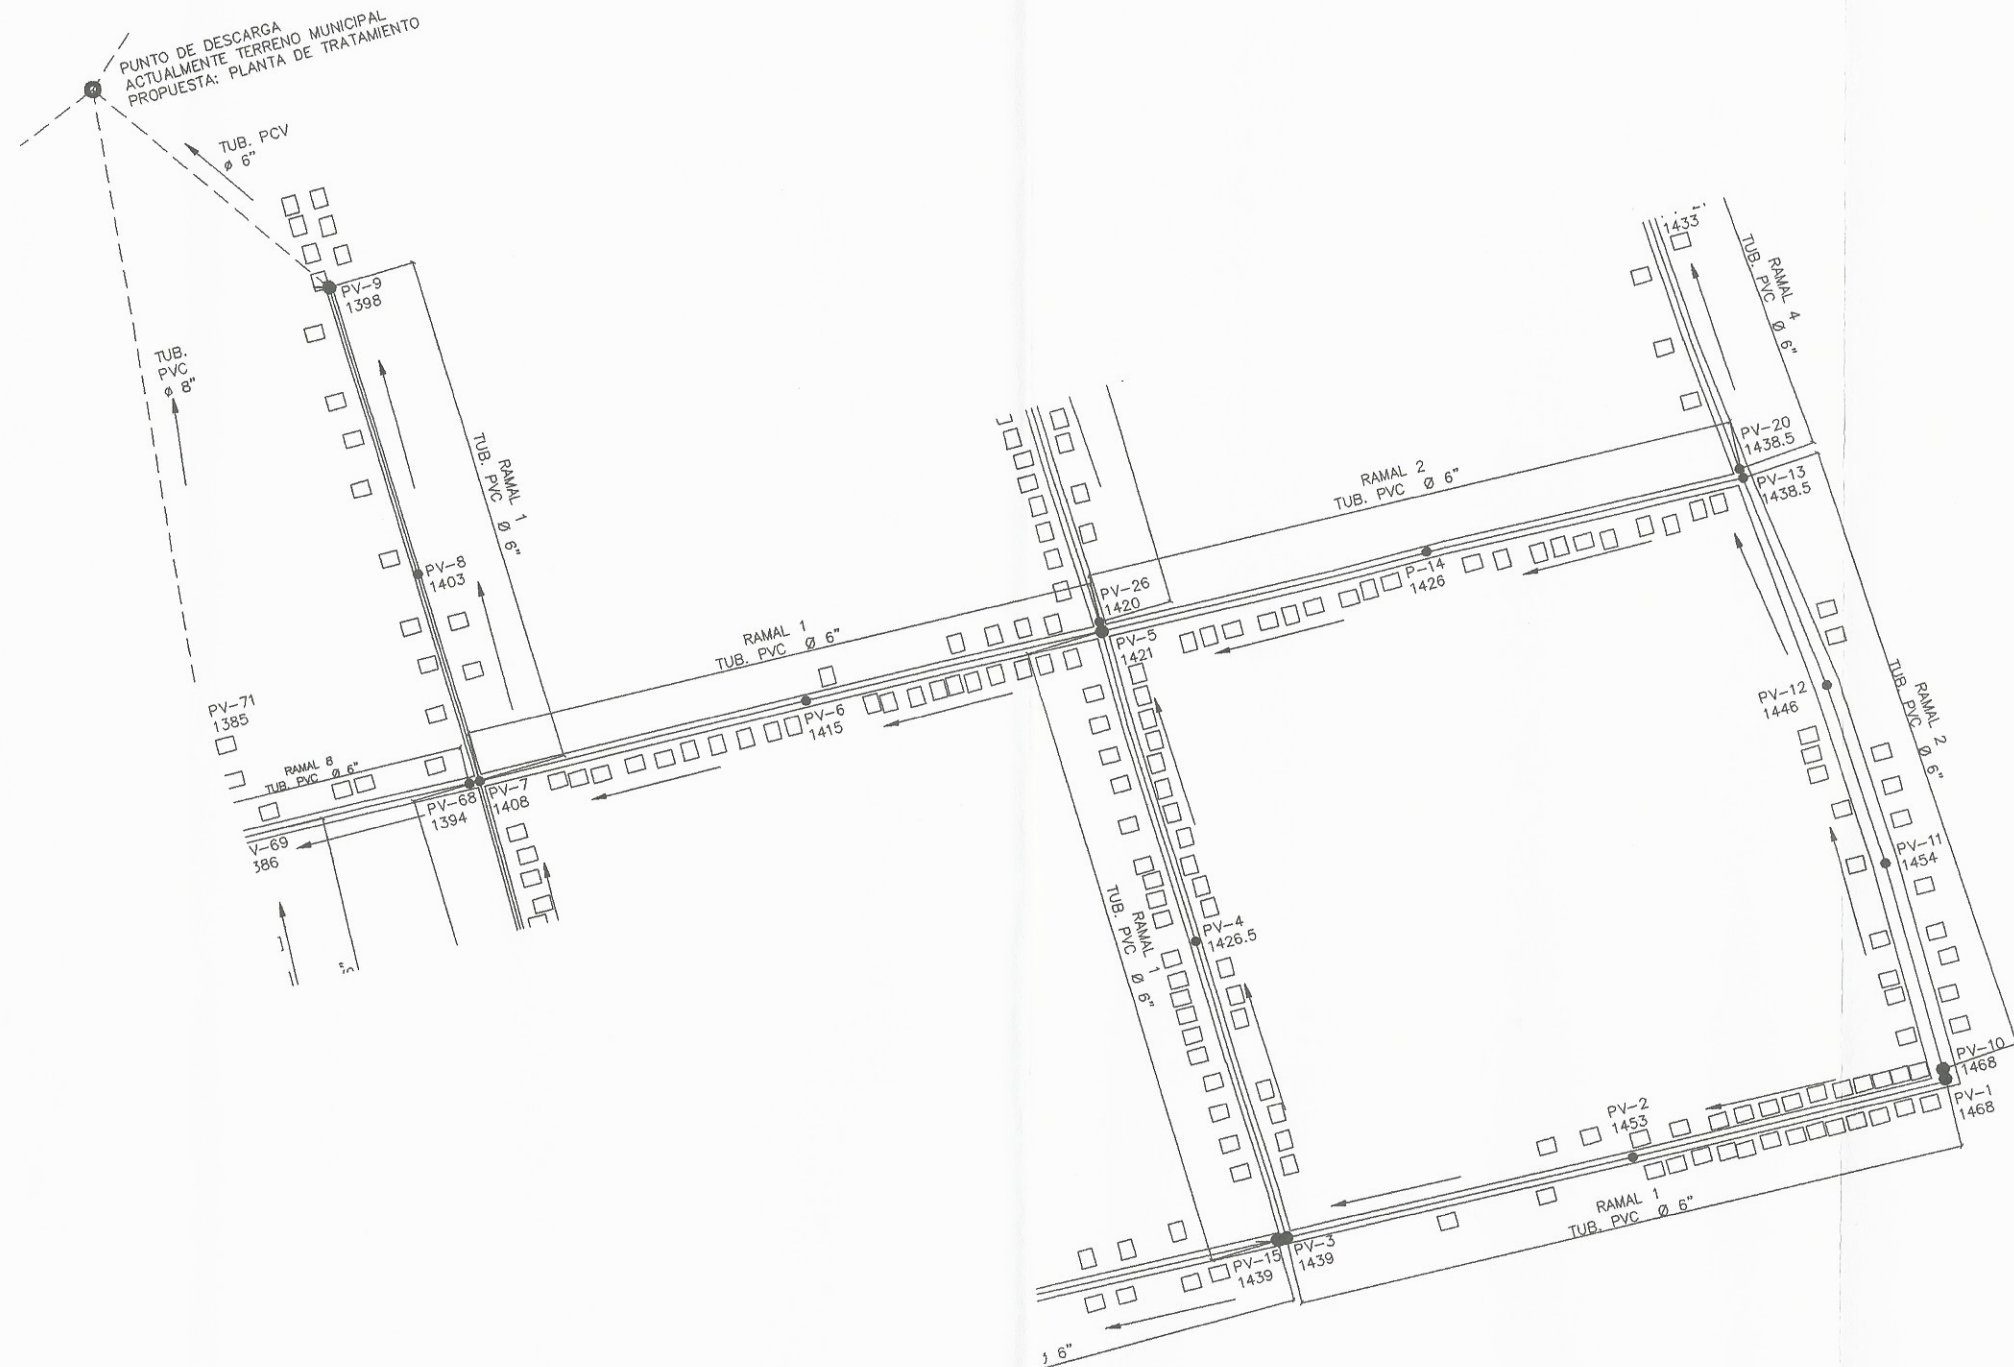 PUNTO DE DESCARGA
ACTUALMENTE TERRENO MUNICIPAL
PROPUESTA: PLANTA DE TRATAMIENTO
TUB. PCV
ø 6"
PV-9
1398
TUB.
PVC
ø 8"
RAMAL 1
TUB. PVC Ø 6"
PV-8
1403
PV-71
1385
RAMAL 8
TUB. PVC ø 6"
PV-68
1394
PV-7
1408
V-69
386
RAMAL 1
TUB. PVC Ø 6"
PV-6
1415
PV-26
1420
PV-5
1421
RAMAL 2
TUB. PVC Ø 6"
P-14
1426
1433
RAMAL 4
TUB. PVC Ø 6"
PV-20
1438.5
PV-13
1438.5
PV-12
1446
RAMAL 2
TUB. PVC Ø 6"
PV-11
1454
PV-4
1426.5
RAMAL 1
TUB. PVC Ø 6"
PV-10
1468
PV-1
1468
PV-2
1453
RAMAL 1
TUB. PVC Ø 6"
PV-15
1439
PV-3
1439
6"